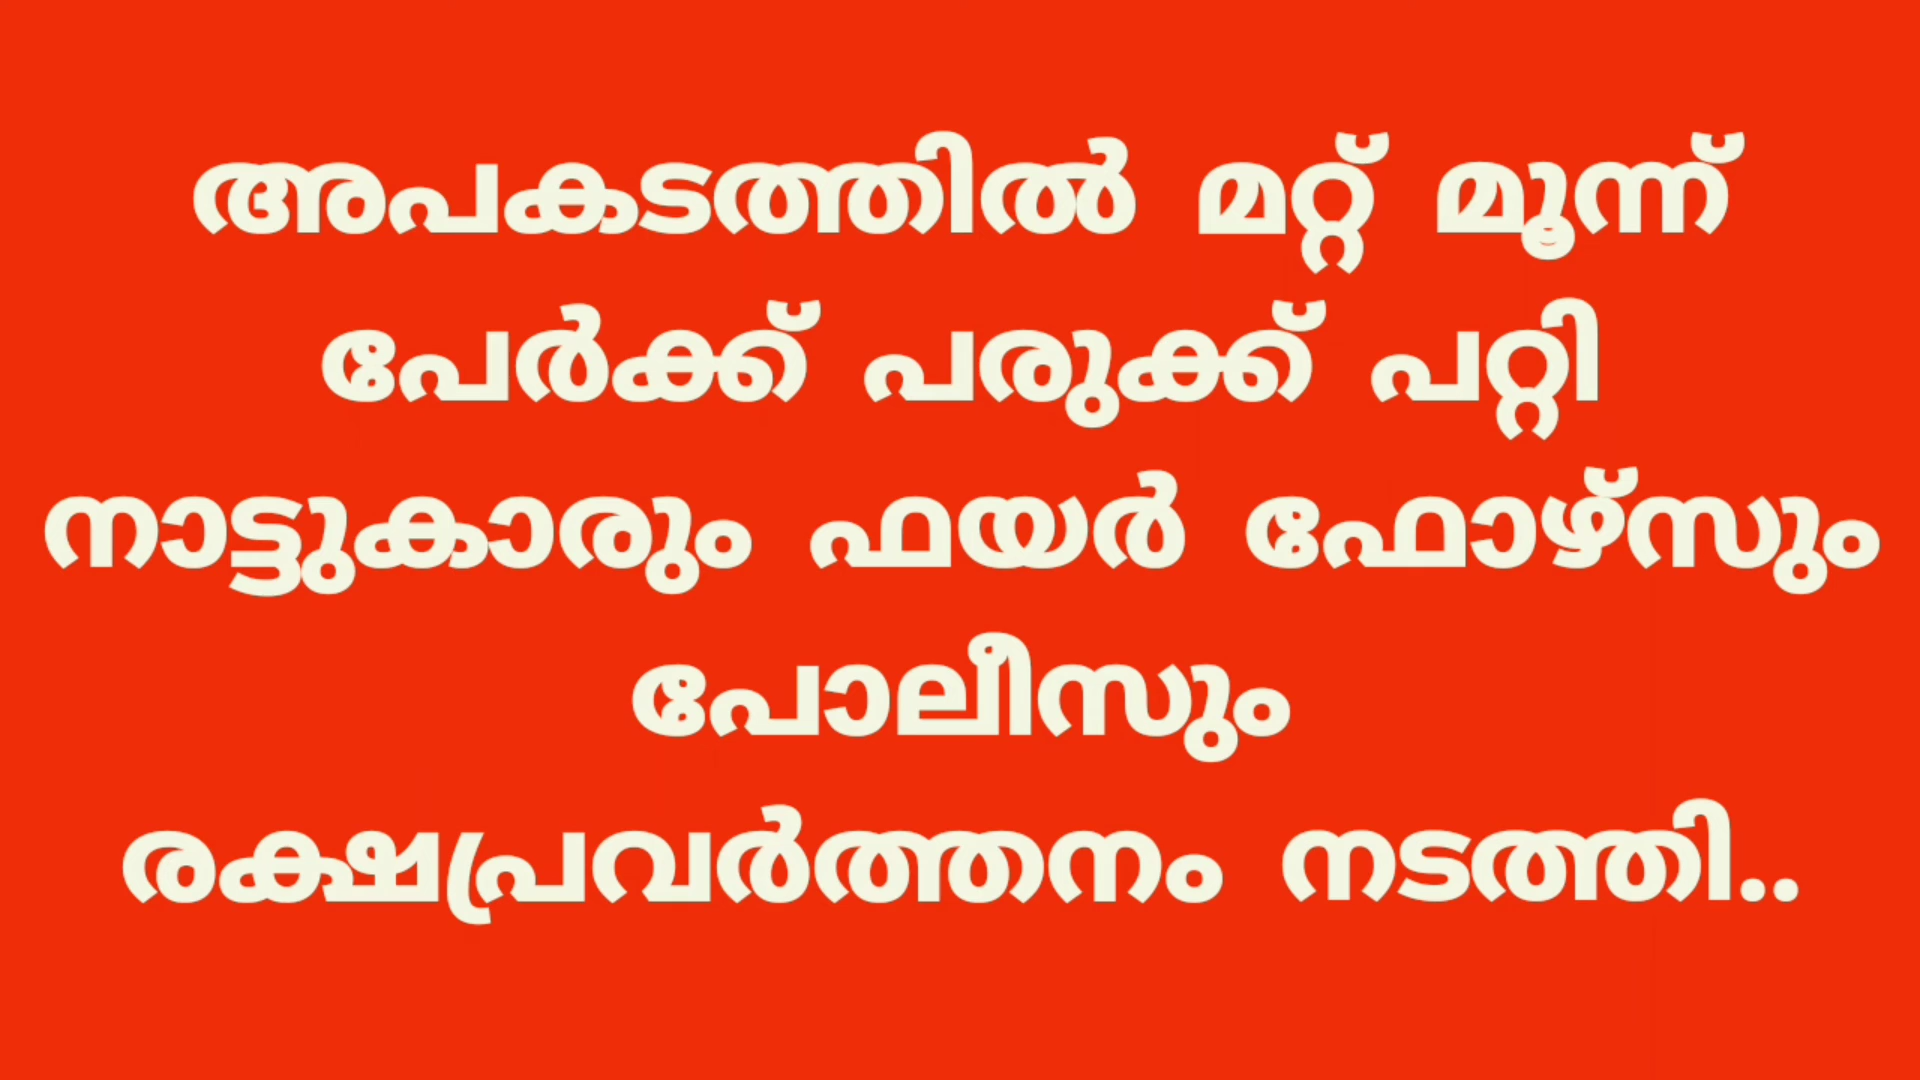 അപകടത്തിൽ മറ്റ് മൂന്ന്
പേർക്ക് പരുക്ക് പറ്റി
നാട്ടുകാരും ഫയർ ഫോഴ്സും
പോലീസും
രക്ഷപ്രവർത്തനം നടത്തി..